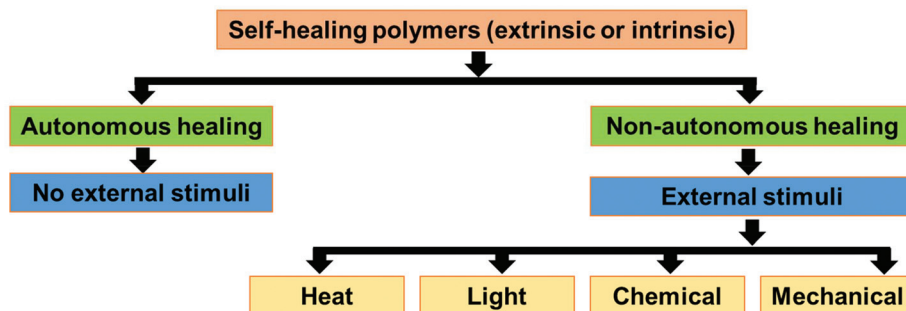 Self-healing polymers (extrinsic or intrinsic)
Autonomous healing
Non-autonomous healing
No external stimuli
External stimuli
Heat
Light
Chemical
Mechanical